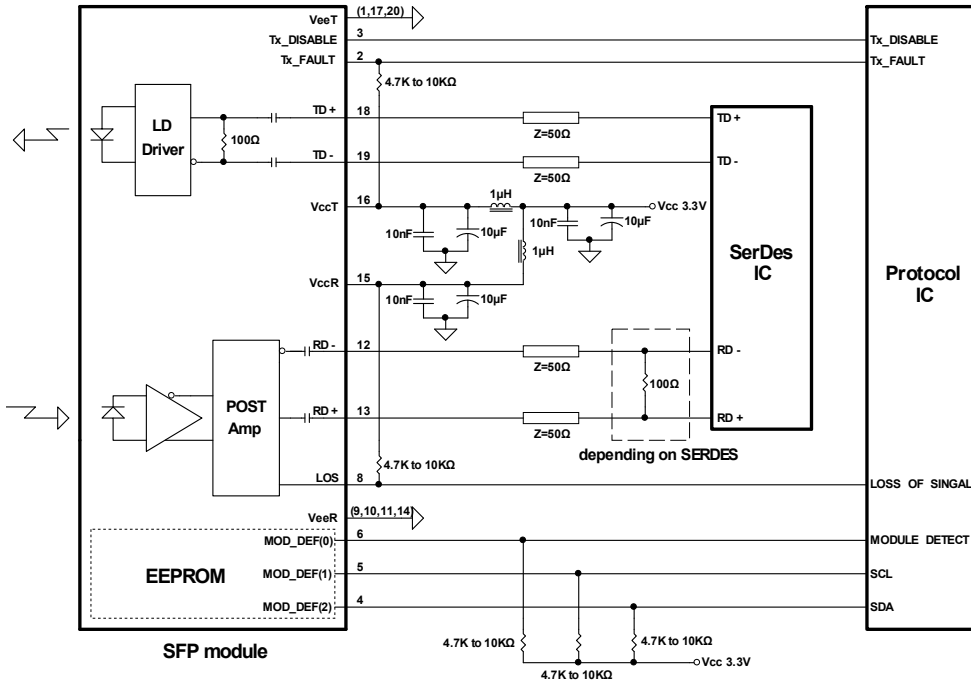 VeeT (1,17,20)
Tx_DISABLE 3 Tx_DISABLE
Tx_FAULT 2 Tx_FAULT
4.7K to 10KΩ
LD
Driver
100Ω
TD+ 18 Z=50Ω TD+
TD - 19 Z=50Ω TD -
VccT 16
1µH
Vcc 3.3V
10nF 10µF
10nF 10µF
1µH
SerDes
IC
Protocol
IC
VccR 15
10nF 10µF
RD - 12 Z=50Ω RD -
100Ω
POST
Amp
RD+ 13 Z=50Ω RD +
depending on SERDES
4.7K to 10KΩ
LOS 8 LOSS OF SINGAL
VeeR (9,10,11,14)
MOD_DEF(0) 6 MODULE DETECT
EEPROM
MOD_DEF(1) 5 SCL
MOD_DEF(2) 4 SDA
4.7K to 10KΩ 4.7K to 10KΩ
4.7K to 10KΩ
Vcc 3.3V
SFP module